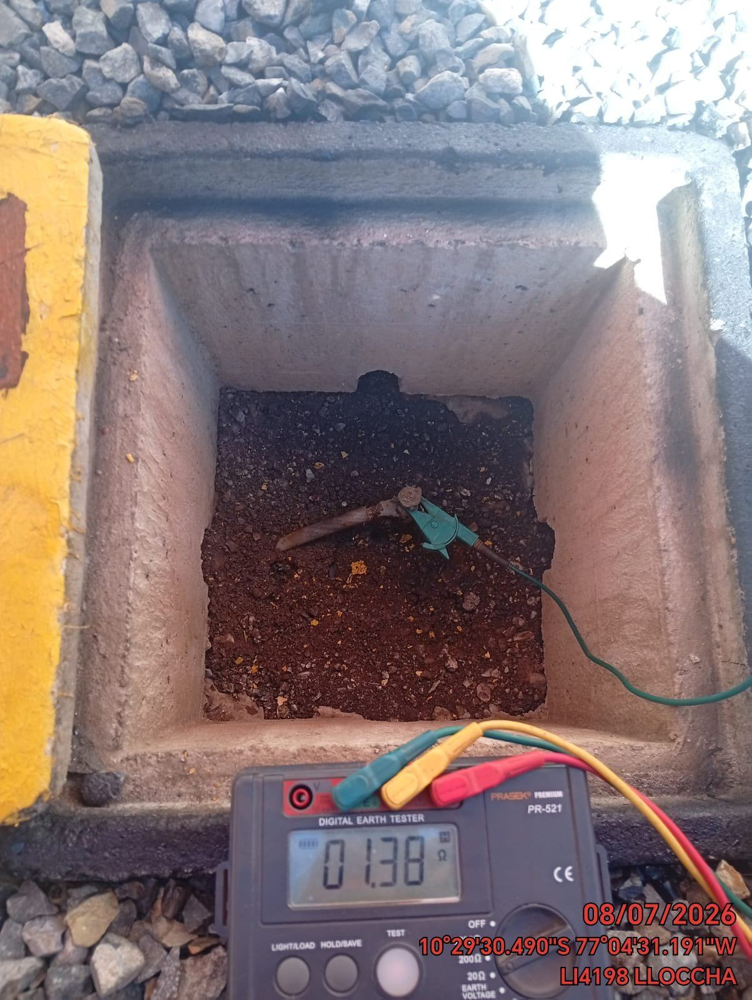 V
DIGITAL EARTH TESTER
PRASEK® PREMIUM
PR-521
01.38 Ω
H
CE
LIGHT/LOAD HOLD/SAVE TEST
OFF
200Ω
20Ω
EARTH
VOLTAGE
08/07/2026
10°29'30.490"S 77°04'31.191"W
LI4198 LLOCCHA